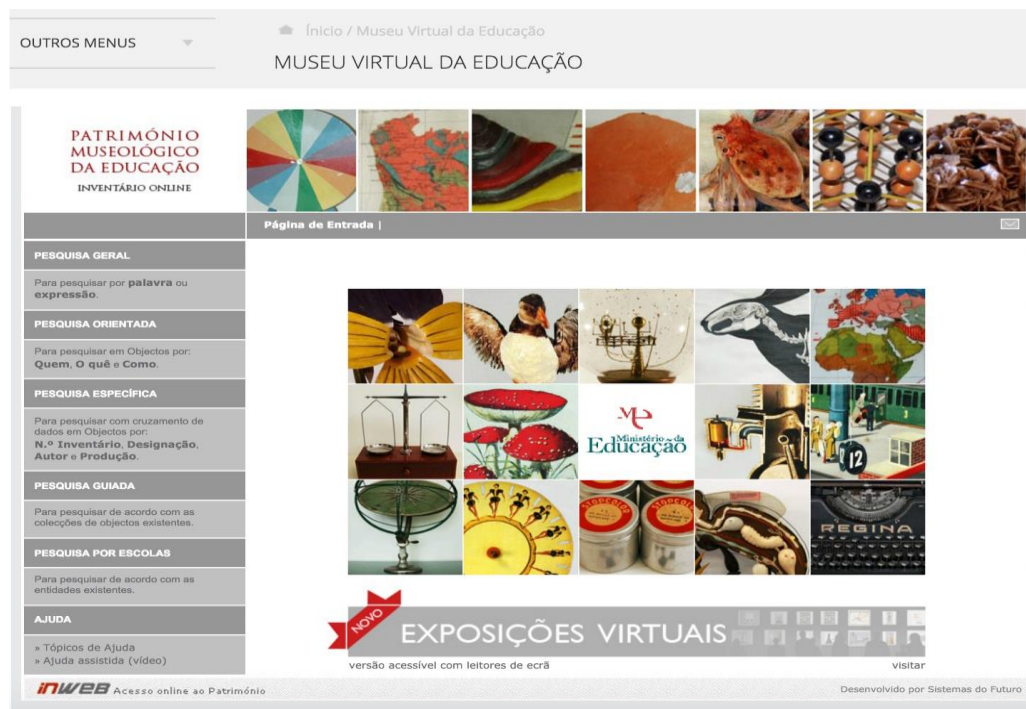 OUTROS MENUS
Ínicio / Museu Virtual da Educação
MUSEU VIRTUAL DA EDUCAÇÃO
PATRIMÓNIO
MUSEOLÓGICO
DA EDUCAÇÃO
INVENTÁRIO ONLINE
Página de Entrada |
PESQUISA GERAL
Para pesquisar por palavra ou
expressão.
PESQUISA ORIENTADA
Para pesquisar em Objectos por:
Quem, O quê e Como.
PESQUISA ESPECÍFICA
Para pesquisar com cruzamento de
dados em Objectos por:
N.º Inventário, Designação,
Autor e Produção.
PESQUISA GUIADA
Para pesquisar de acordo com as
colecções de objectos existentes.
PESQUISA POR ESCOLAS
Para pesquisar de acordo com as
entidades existentes.
AJUDA
» Tópicos de Ajuda
» Ajuda assistida (vídeo)
Ministério da
Educação
12
STOPCOLOR
REGINA
NOVO
EXPOSIÇÕES VIRTUAIS
versão acessível com leitores de ecrã
visitar
inweb Acesso online ao Património
Desenvolvido por Sistemas do Futuro